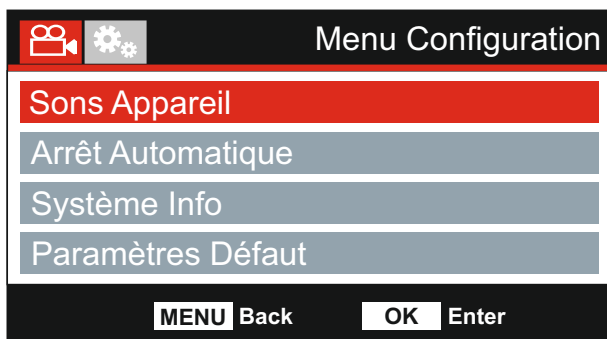 Menu Configuration
Sons Appareil
Arrêt Automatique
Système Info
Paramètres Défaut
MENU Back OK Enter